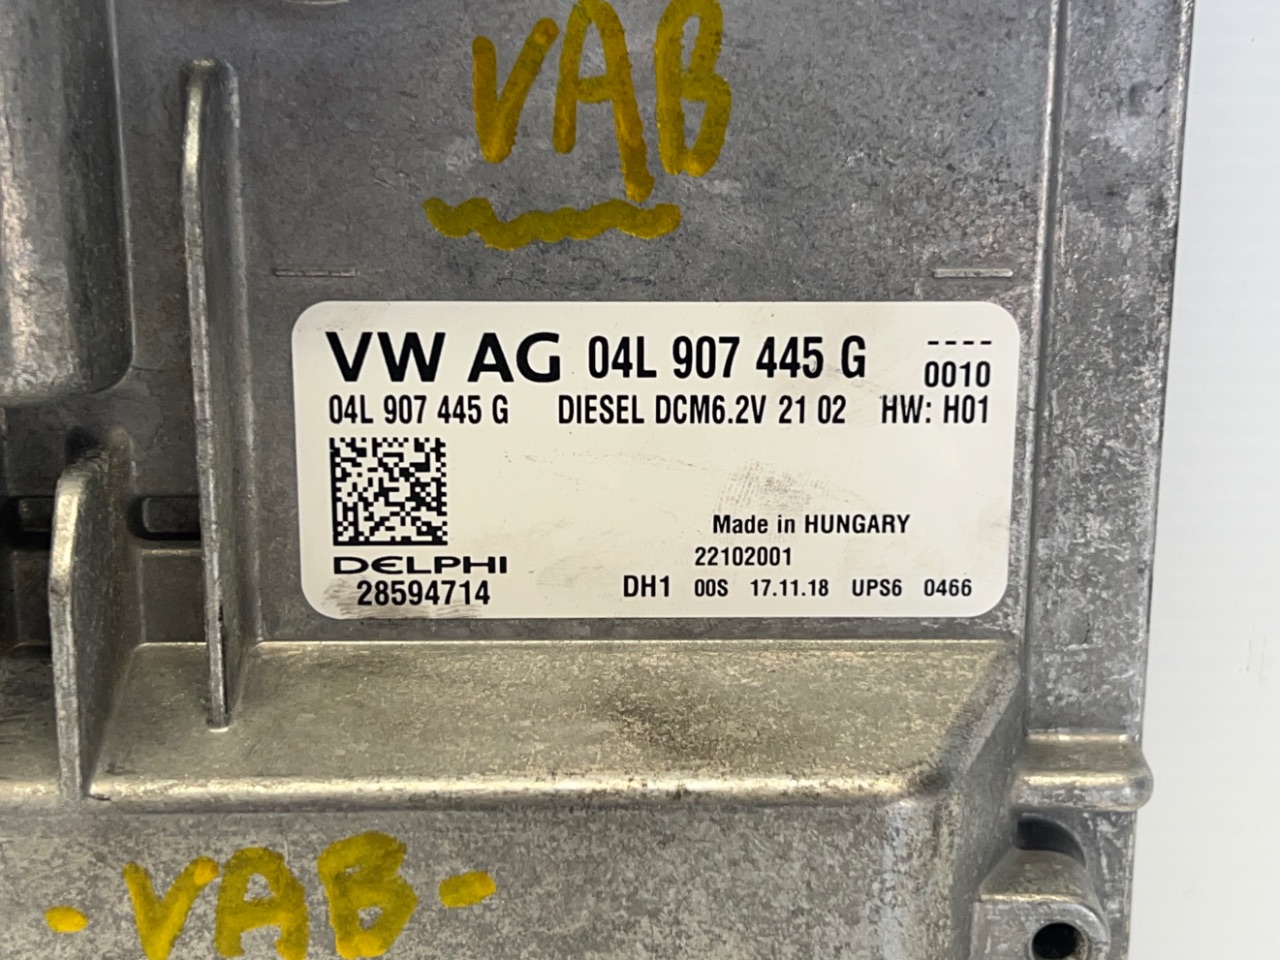 VAB
VW AG 04L 907 445 G ----
0010
04L 907 445 G DIESEL DCM6.2V 21 02 HW: H01
Made in HUNGARY
22102001
DELPHI
28594714 DH1 00S 17.11.18 UPS6 0466
-VAB-